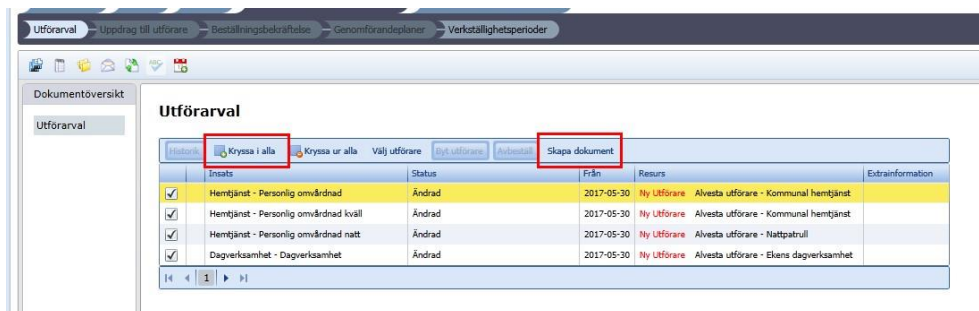 Utförarval Uppdrag till utförare Beställningsbekräftelse Genomförandeplaner Verkställighetsperioder
ABC
Dokumentöversikt
Utförarval
Utförarval
Historik Kryssa i alla Kryssa ur alla Välj utförare Byt utförare Avbeställ Skapa dokument
Insats Status Från Resurs Extrainformation
Hemtjänst - Personlig omvårdnad Ändrad 2017-05-30 Ny Utförare Alvesta utförare - Kommunal hemtjänst
Hemtjänst - Personlig omvårdnad kväll Ändrad 2017-05-30 Ny Utförare Alvesta utförare - Kommunal hemtjänst
Hemtjänst - Personlig omvårdnad natt Ändrad 2017-05-30 Ny Utförare Alvesta utförare - Nattpatrull
Dagverksamhet - Dagverksamhet Ändrad 2017-05-30 Ny Utförare Alvesta utförare - Ekens dagverksamhet
1